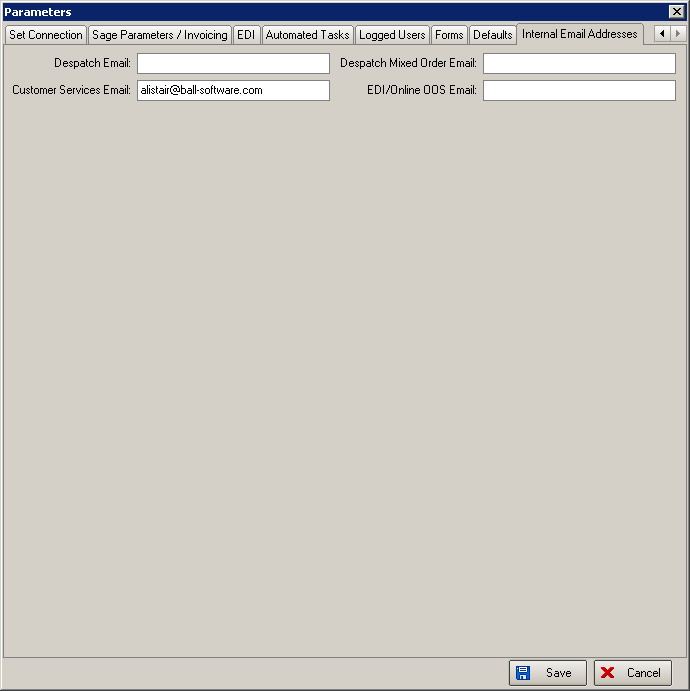 Parameters
Set Connection Sage Parameters / Invoicing EDI Automated Tasks Logged Users Forms Defaults Internal Email Addresses
Despatch Email: Despatch Mixed Order Email:
Customer Services Email: alistair@ball-software.com EDI/Online OOS Email:
Save Cancel